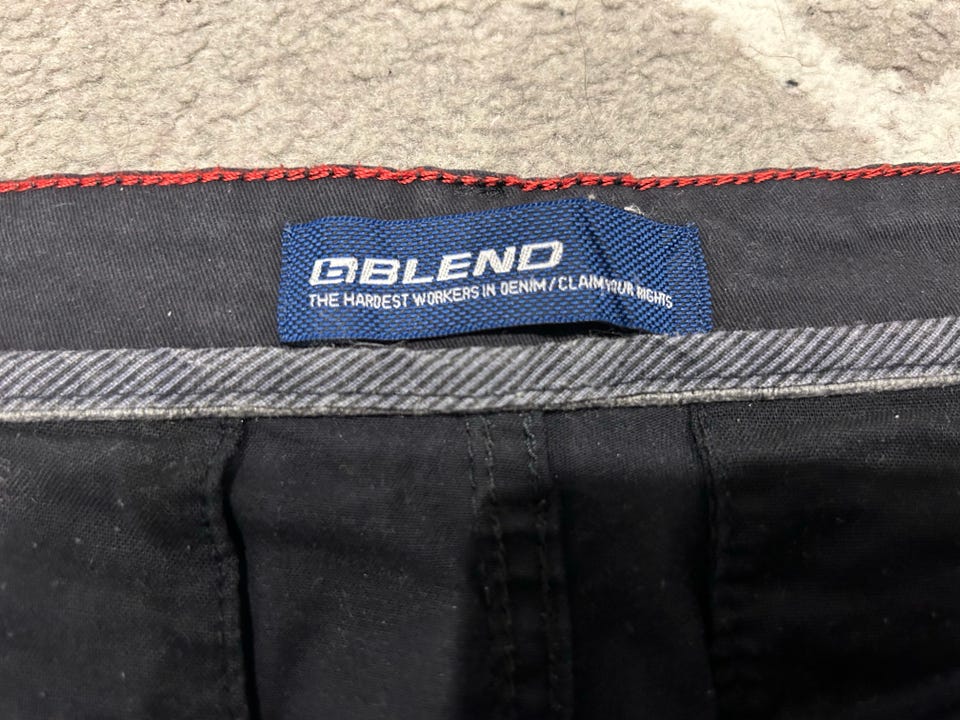 BLEND
THE HARDEST WORKERS IN DENIM / CLAIM YOUR RIGHTS